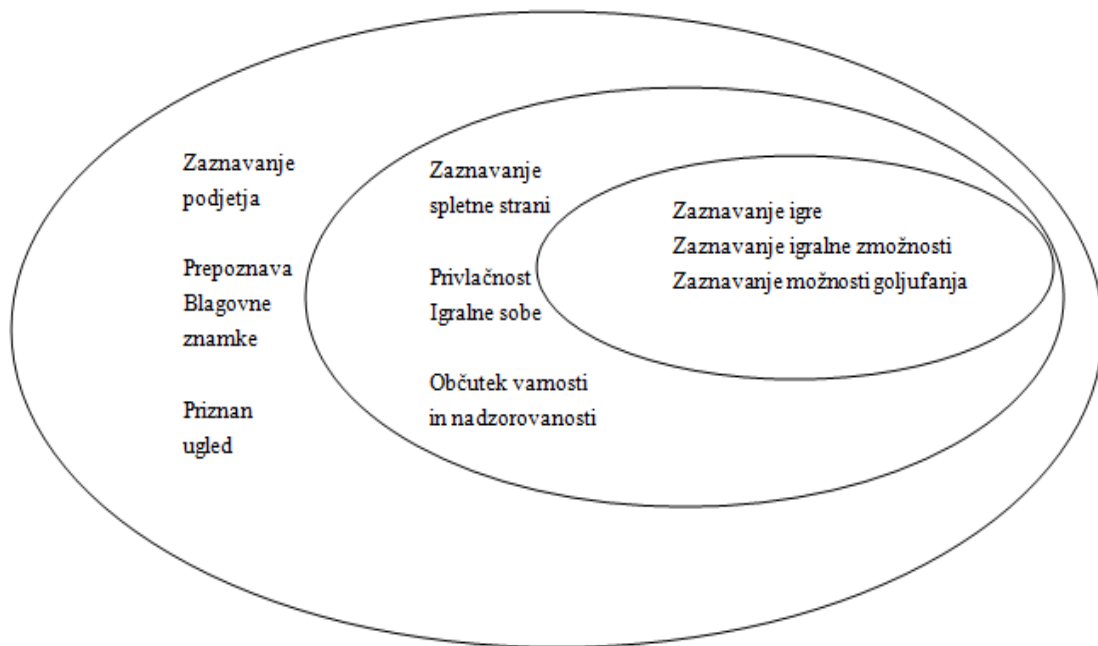 Zaznavanje
podjetja
Prepoznava
Blagovne
znamke
Priznan
ugled
Zaznavanje
spletne strani
Privlačnost
Igralne sobe
Občutek varnosti
in nadzorovanosti
Zaznavanje igre
Zaznavanje igralne zmožnosti
Zaznavanje možnosti goljufanja